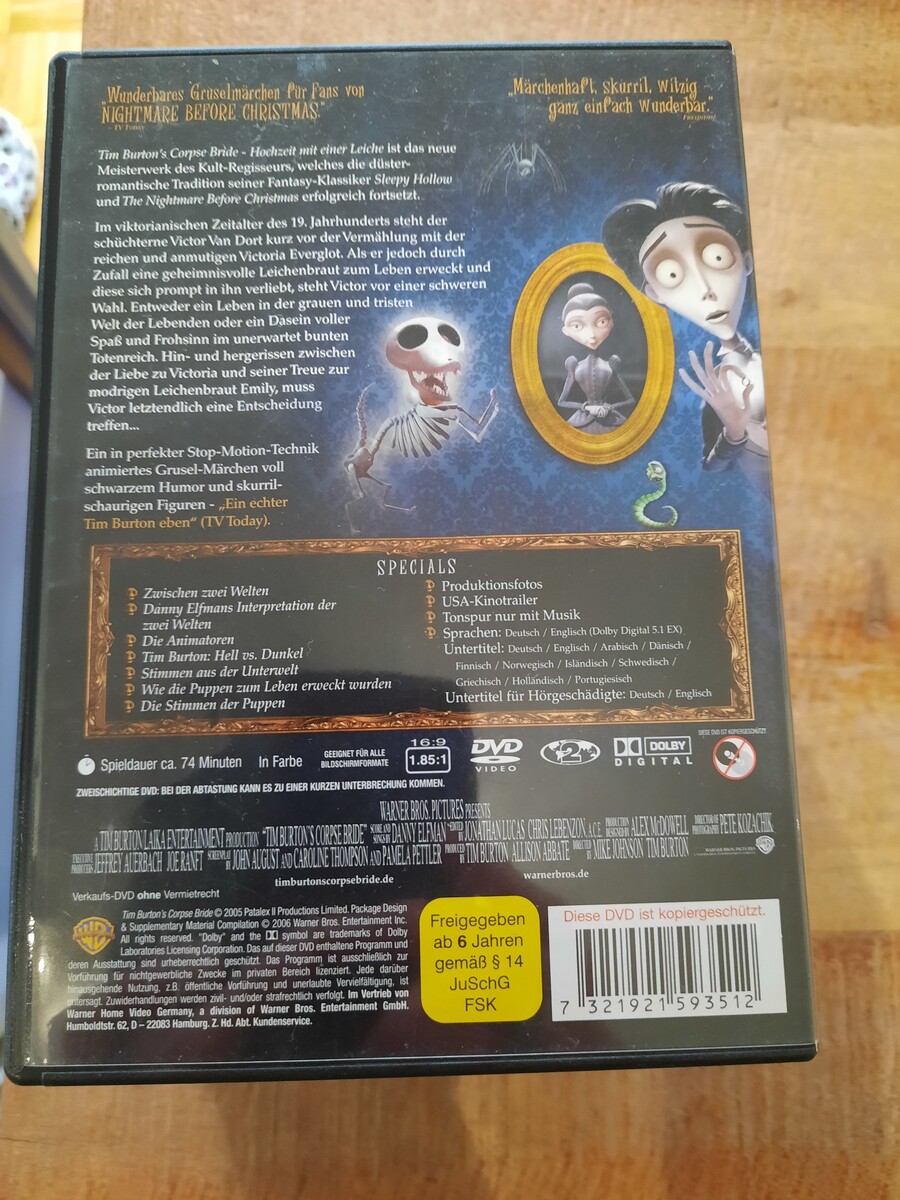 „Wunderbares Gruselmärchen für Fans von
NIGHTMARE BEFORE CHRISTMAS.“
- TV Today
„Märchenhaft, skurril, witzig
ganz einfach wunderbar.“
Tim Burton's Corpse Bride - Hochzeit mit einer Leiche ist das neue
Meisterwerk des Kult-Regisseurs, welches die düster-
romantische Tradition seiner Fantasy-Klassiker Sleepy Hollow
und The Nightmare Before Christmas erfolgreich fortsetzt.
Im viktorianischen Zeitalter des 19. Jahrhunderts steht der
schüchterne Victor Van Dort kurz vor der Vermählung mit der
reichen und anmutigen Victoria Everglot. Als er jedoch durch
Zufall eine geheimnisvolle Leichenbraut zum Leben erweckt und
diese sich prompt in ihn verliebt, steht Victor vor einer schweren
Wahl. Entweder ein Leben in der grauen und tristen
Welt der Lebenden oder ein Dasein voller
Spaß und Frohsinn im unerwartet bunten
Totenreich. Hin- und hergerissen zwischen
der Liebe zu Victoria und seiner Treue zur
modrigen Leichenbraut Emily, muss
Victor letztendlich eine Entscheidung
treffen...
Ein in perfekter Stop-Motion-Technik
animiertes Grusel-Märchen voll
schwarzem Humor und skurril-
schaurigen Figuren - „Ein echter
Tim Burton eben“ (TV Today).
SPECIALS
Zwischen zwei Welten
Danny Elfmans Interpretation der
zwei Welten
Die Animatoren
Tim Burton: Hell vs. Dunkel
Stimmen aus der Unterwelt
Wie die Puppen zum Leben erweckt wurden
Die Stimmen der Puppen
Produktionsfotos
USA-Kinotrailer
Tonspur nur mit Musik
Sprachen: Deutsch / Englisch (Dolby Digital 5.1 EX)
Untertitel: Deutsch / Englisch / Arabisch / Dänisch /
Finnisch / Norwegisch / Isländisch / Schwedisch /
Griechisch / Holländisch / Portugiesisch
Untertitel für Hörgeschädigte: Deutsch / Englisch
Spieldauer ca. 74 Minuten In Farbe
GEEIGNET FÜR ALLE
BILDSCHIRMFORMATE
16:9
1.85:1
DVD
VIDEO
2
DOLBY
DIGITAL
DIESE DVD IST KOPIERGESCHÜTZT
ZWEISCHICHTIGE DVD: BEI DER ABTASTUNG KANN ES ZU EINER KURZEN UNTERBRECHUNG KOMMEN.
WARNER BROS. PICTURES PRESENTS
A TIM BURTON/LAIKA ENTERTAINMENT PRODUCTION "TIM BURTON'S CORPSE BRIDE" SCORE AND SONGS BY DANNY ELFMAN EDITED BY JONATHAN LUCAS CHRIS LEBENZON, A.C.E. PRODUCTION DESIGNED BY ALEX McDOWELL DIRECTOR OF PHOTOGRAPHY PETE KOZACHIK
EXECUTIVE PRODUCERS JEFFREY AUERBACH JOE RANFT SCREENPLAY BY JOHN AUGUST AND CAROLINE THOMPSON AND PAMELA PETTLER PRODUCED BY TIM BURTON ALLISON ABBATE DIRECTED BY MIKE JOHNSON TIM BURTON
WARNER BROS. PICTURES
timburtonscorpsebride.de
warnerbros.de
Verkaufs-DVD ohne Vermietrecht
WB
Tim Burton's Corpse Bride © 2005 Patalex II Productions Limited. Package Design
& Supplementary Material Compilation © 2006 Warner Bros. Entertainment Inc.
All rights reserved. "Dolby" and the symbol are trademarks of Dolby
Laboratories Licensing Corporation. Das auf dieser DVD enthaltene Programm und
deren Ausstattung sind urheberrechtlich geschützt. Das Programm ist ausschließlich zur
Vorführung für nichtgewerbliche Zwecke im privaten Bereich lizenziert. Jede darüber
hinausgehende Nutzung, z.B. öffentliche Vorführung und unerlaubte Vervielfältigung, ist
untersagt. Zuwiderhandlungen werden zivil- und/oder strafrechtlich verfolgt. Im Vertrieb von
Warner Home Video Germany, a division of Warner Bros. Entertainment GmbH.
Humboldtstr. 62, D – 22083 Hamburg. Z. Hd. Abt. Kundenservice.
Freigegeben
ab 6 Jahren
gemäß § 14
JuSchG
FSK
Diese DVD ist kopiergeschützt.
7 321921 593512